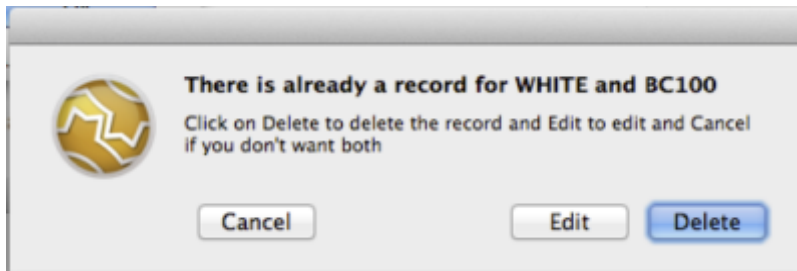 There is already a record for WHITE and BC100
Click on Delete to delete the record and Edit to edit and Cancel
if you don't want both
Cancel Edit Delete